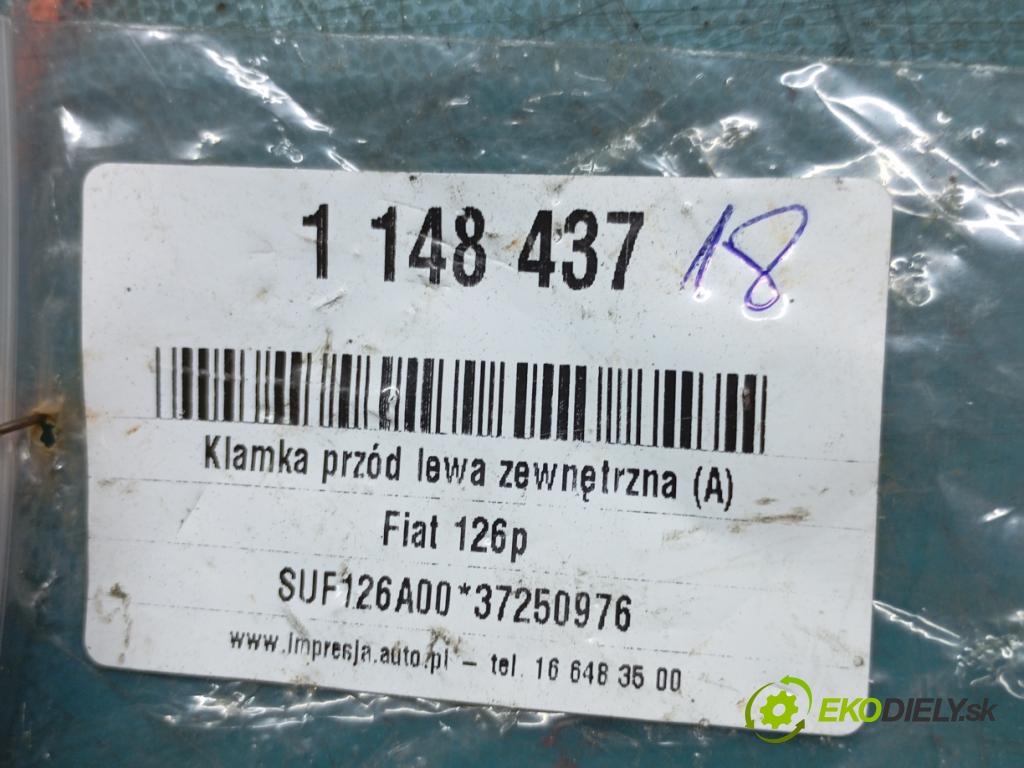 1 148 437 18
Klamka przód lewa zewnętrzna (A)
Fiat 126p
SUF126A00*37250976
www.impresja.auto.pl – tel. 16 648 35 00
EKODIELY.sk